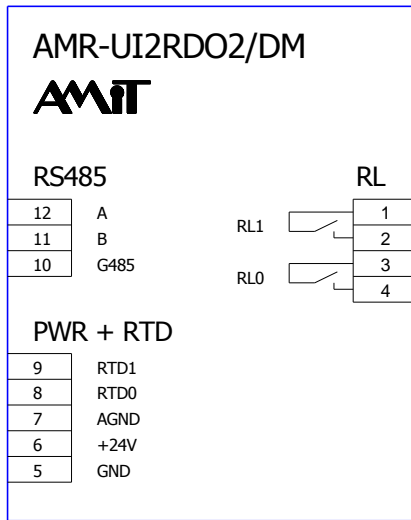 AMR-UI2RDO2/DM
AMiT
RS485
12 A
11 B
10 G485
RL
RL1
1
2
RL0
3
4
PWR + RTD
9 RTD1
8 RTD0
7 AGND
6 +24V
5 GND